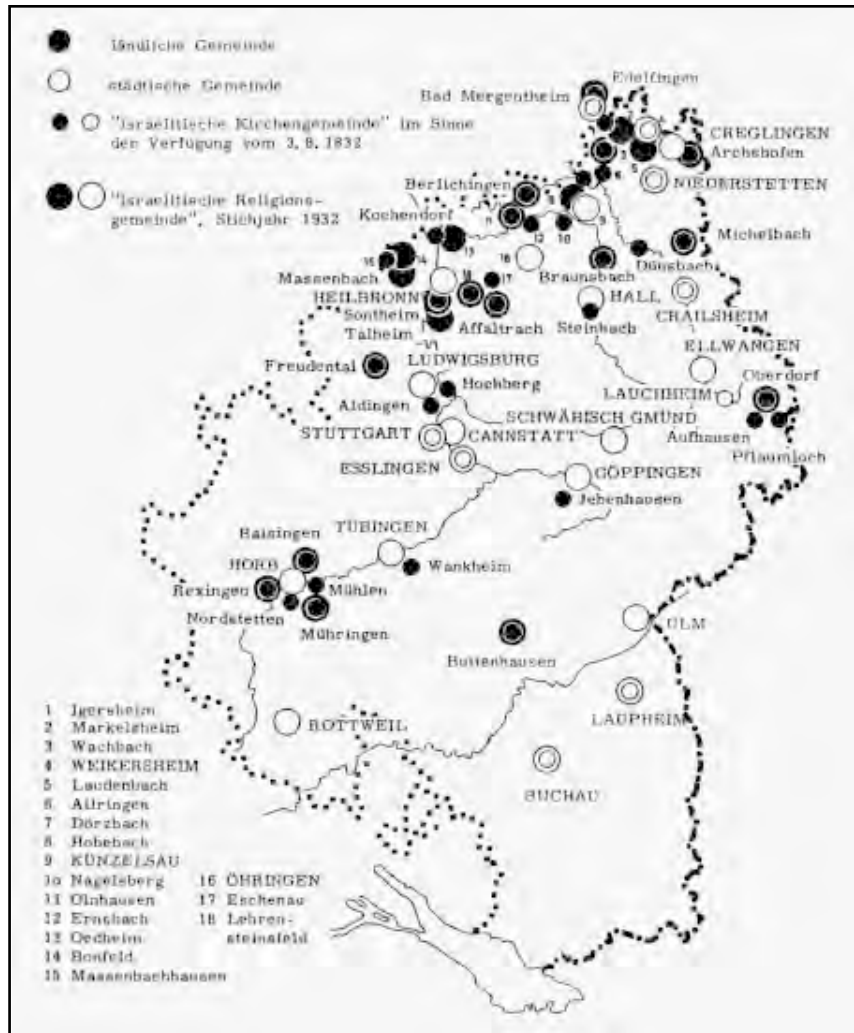 ländliche Gemeinde
städtische Gemeinde
"Israelitische Kirchengemeinde" im Sinne
der Verfügung vom 3. 8. 1832
"Israelitische Religions-
gemeinde", Stichjahr 1932
Edelfingen
Bad Mergentheim
CREGLINGEN
Archshofen
NIEDERSTETTEN
Berlichingen
Kochendorf
Michelbach
Massenbach
Braunsbach
Dünsbach
HEILBRONN
HALL
Sontheim
CRAILSHEIM
Talheim
Affaltrach
Steinbach
ELLWANGEN
Freudental
LUDWIGSBURG
Oberdorf
Hochberg
LAUCHHEIM
Aldingen
SCHWÄBISCH GMÜND
STUTTGART
CANNSTATT
Aufhausen
Pflaumloch
ESSLINGEN
GÖPPINGEN
Jebenhausen
TÜBINGEN
Baisingen
HORB
Wankheim
Rexingen
Mühlen
Nordstetten
Mühringen
ULM
Buttenhausen
LAUPHEIM
ROTTWEIL
BUCHAU
1 Igersheim
2 Markelsheim
3 Wachbach
4 WEIKERSHEIM
5 Laudenbach
6 Ailringen
7 Dörzbach
8 Hohebach
9 KÜNZELSAU
10 Nagelsberg
11 Olnhausen
12 Ernsbach
13 Oedheim
14 Bonfeld
15 Massenbachhausen
16 ÖHRINGEN
17 Eschenau
18 Lehren-
steinsfeld